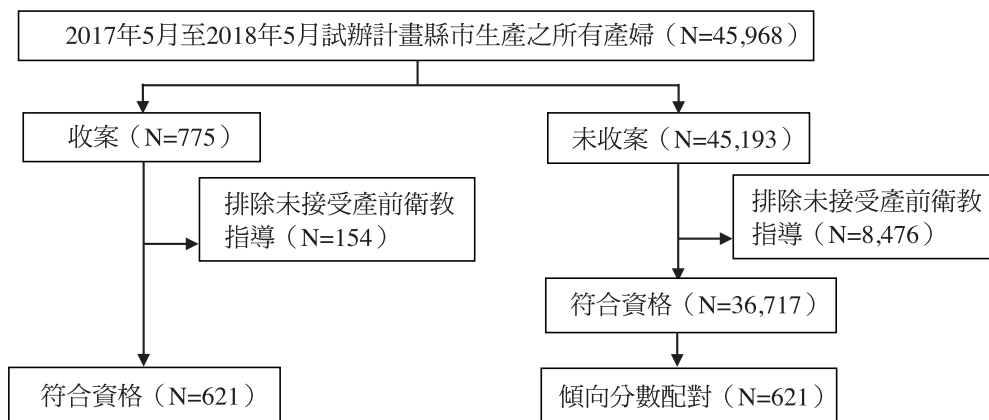 2017年5月至2018年5月試辦計畫縣市生產之所有產婦（N=45,968）
收案（N=775）
未收案（N=45,193）
排除未接受產前衛教
指導（N=154）
排除未接受產前衛教
指導（N=8,476）
符合資格（N=36,717）
符合資格（N=621）
傾向分數配對（N=621）